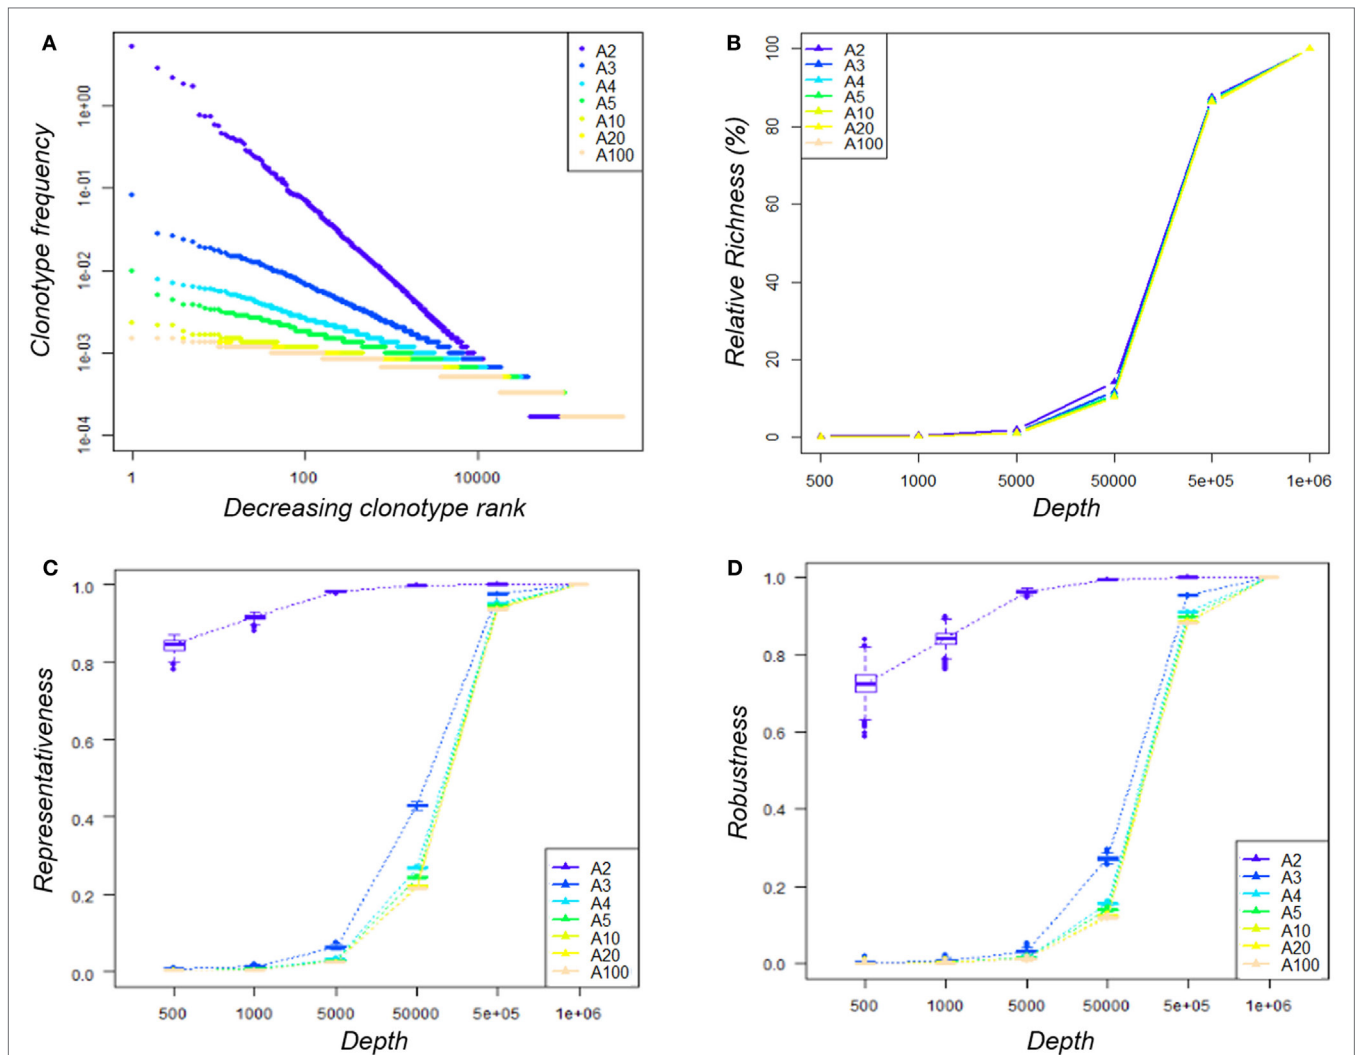 A
Clonotype frequency
1e+00
1e-01
1e-02
1e-03
1e-04
1
100
10000
Decreasing clonotype rank
A2
A3
A4
A5
A10
A20
A100
B
Relative Richness (%)
100
80
60
20
0
500
1000
5000
50000
5e+05
1e+06
Depth
A2
A3
A4
A5
A10
A20
A100
C
Representativeness
1.0
0.8
0.6
0.4
0.2
0.0
500
1000
5000
50000
5e+05
1e+06
Depth
A2
A3
A4
A5
A10
A20
A100
D
Robustness
1.0
0.8
0.6
0.4
0.2
0.0
500
1000
5000
50000
5e+05
1e+06
Depth
A2
A3
A4
A5
A10
A20
A100